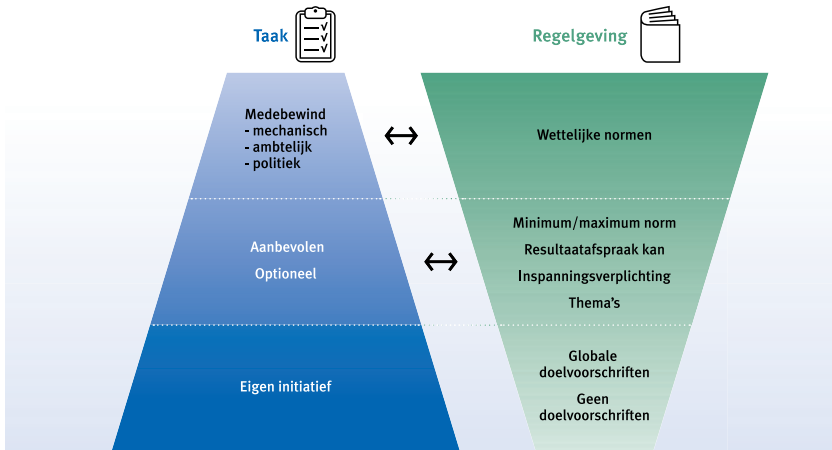 Taak
Regelgeving
Medebewind
- mechanisch
- ambtelijk
- politiek
Wettelijke normen
Aanbevolen
Optioneel
Minimum/maximum norm
Resultaatafspraak kan
Inspanningsverplichting
Thema's
Eigen initiatief
Globale
doelvoorschriften
Geen
doelvoorschriften